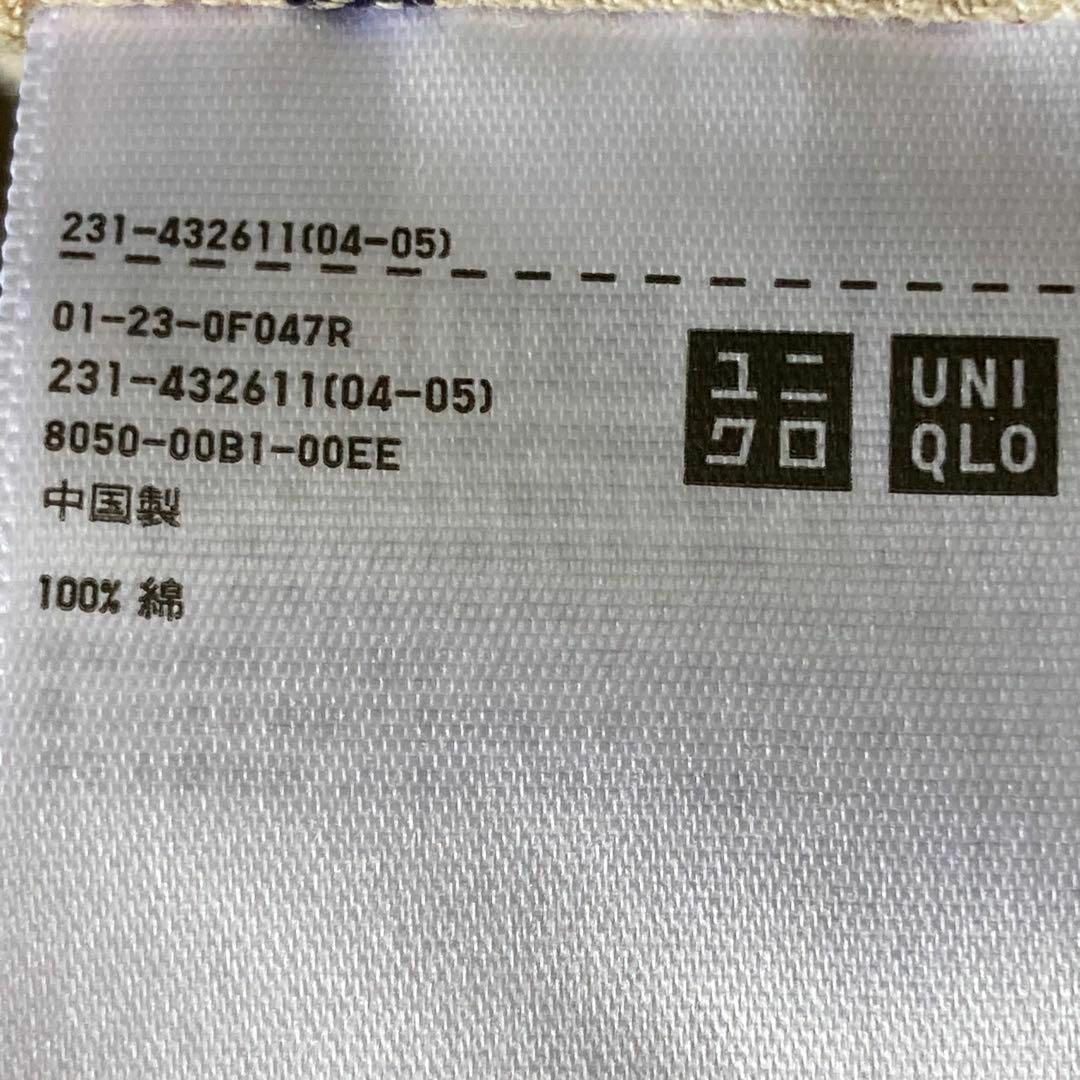 231-432611(04-05)
01-23-0F047R
231-432611(04-05)
8050-00B1-00EE
中国製
100% 綿
ユニ
クロ
UNI
QLO